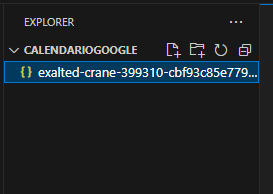 EXPLORER
CALENDARIOGOOGLE
{} exalted-crane-399310-cbf93c85e779...